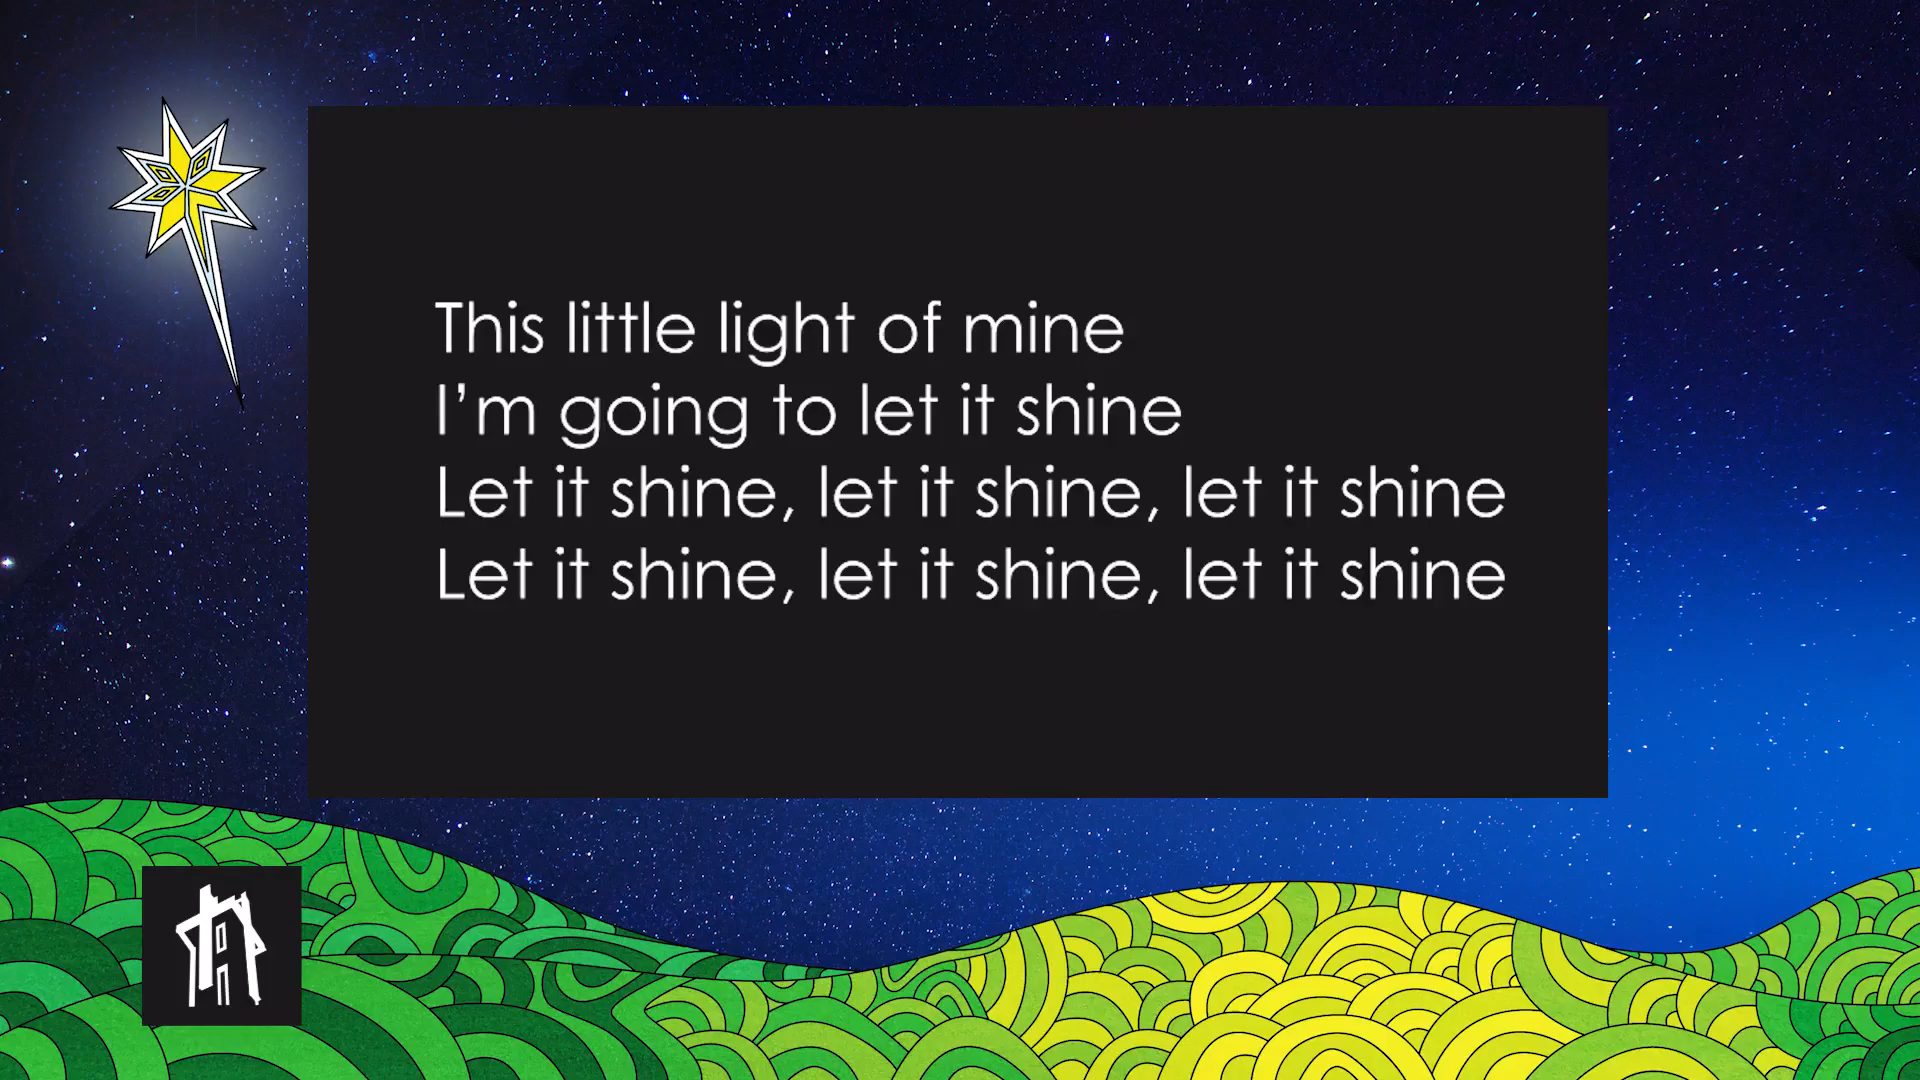 This little light of mine
I’m going to let it shine
Let it shine, let it shine, let it shine
Let it shine, let it shine, let it shine